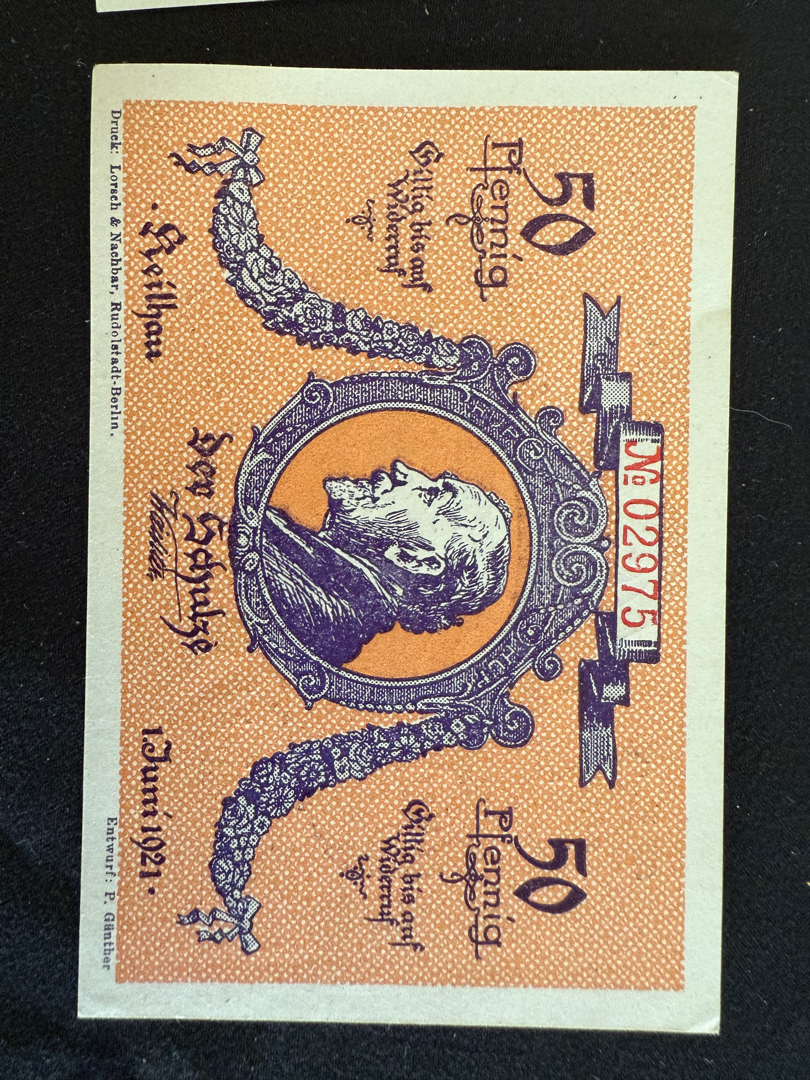 № 02975
50
Pfennig
Gillig bis auf
Widerruf
50
Pfennig
Gillig bis auf
Widerruf
· Keilhau
Der Schulze
1. Juni 1921 ·
Druck: Lorsch & Nachbar, Rudolstadt-Berlin.
Entwurf: P. Günther